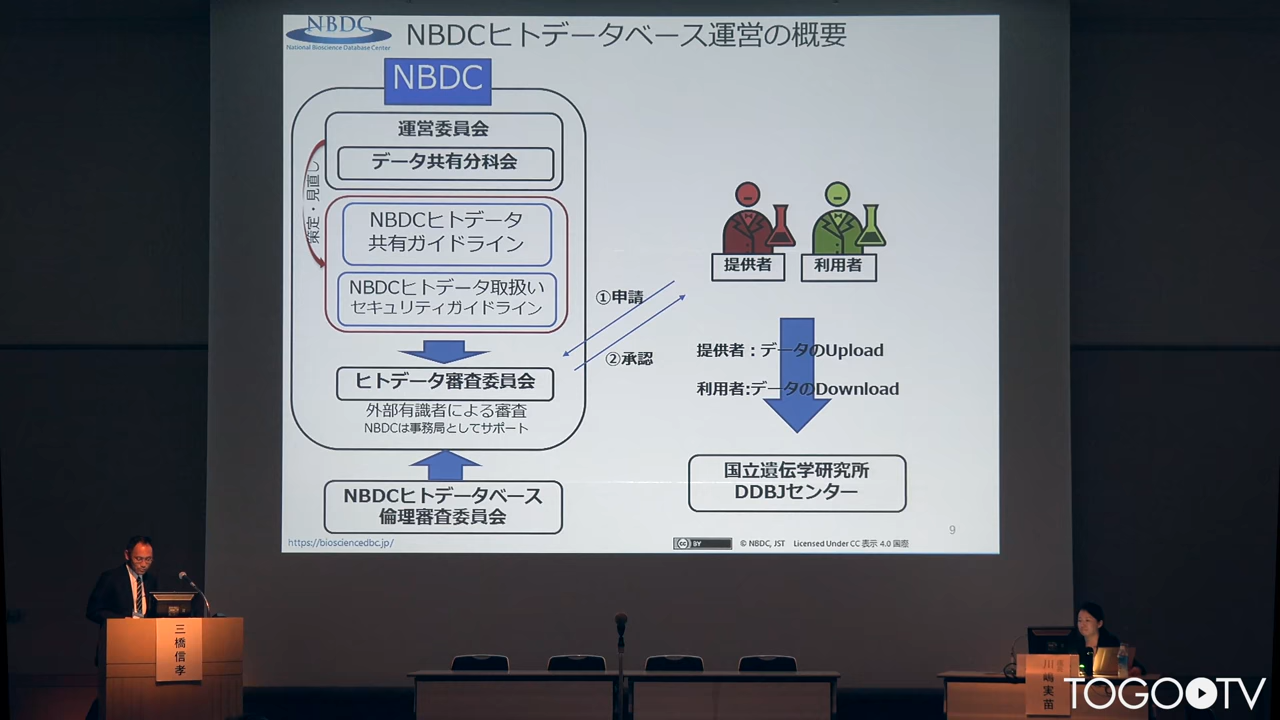 NBDC
National Bioscience Database Center
NBDCヒトデータベース運営の概要
NBDC
運営委員会
データ共有分科会
策定・見直し
NBDCヒトデータ
共有ガイドライン
NBDCヒトデータ取扱い
セキュリティガイドライン
ヒトデータ審査委員会
外部有識者による審査
NBDCは事務局としてサポート
NBDCヒトデータベース
倫理審査委員会
①申請
②承認
提供者
利用者
提供者：データのUpload
利用者:データのDownload
国立遺伝学研究所
DDBJセンター
9
https://biosciencedbc.jp/
cc BY
© NBDC, JST Licensed Under CC 表示 4.0 国際
三橋信孝
川嶋実苗
TOGOTV